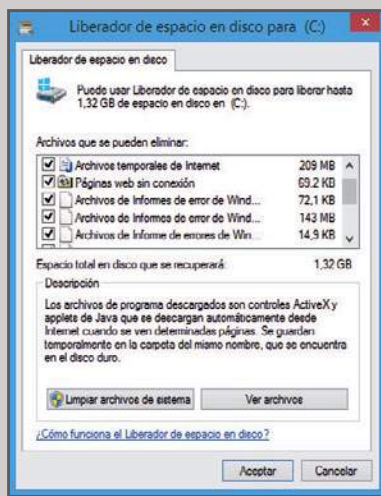 Liberador de espacio en disco para (C:)
Liberador de espacio en disco
Puede usar Liberador de espacio en disco para liberar hasta
1,32 GB de espacio en disco en (C:).
Archivos que se pueden eliminar:
Archivos temporales de Internet 209 MB
Páginas web sin conexión 69.2 KB
Archivos de Informes de error de Wind... 72,1 KB
Archivos de Informes de error de Wind... 143 MB
Archivos de Informe de errores de Win... 14,9 KB
Espacio total en disco que se recuperará: 1,32 GB
Descripción
Los archivos de programa descargados son controles ActiveX y
applets de Java que se descargan automáticamente desde
Internet cuando se ven determinadas páginas. Se guardan
temporalmente en la carpeta del mismo nombre, que se encuentra
en el disco duro.
Limpiar archivos de sistema Ver archivos
¿Cómo funciona el Liberador de espacio en disco?
Aceptar Cancelar